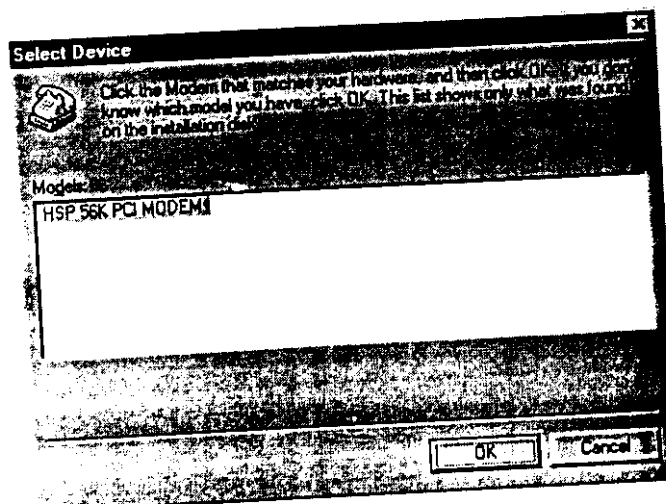 Select Device
Click the Modem that matches your hardware, and then click OK. If you don't
know which model you have, click OK. This list shows only what was found
on the installation disk.
Models:
HSP 56K PCI MODEM
OK
Cancel